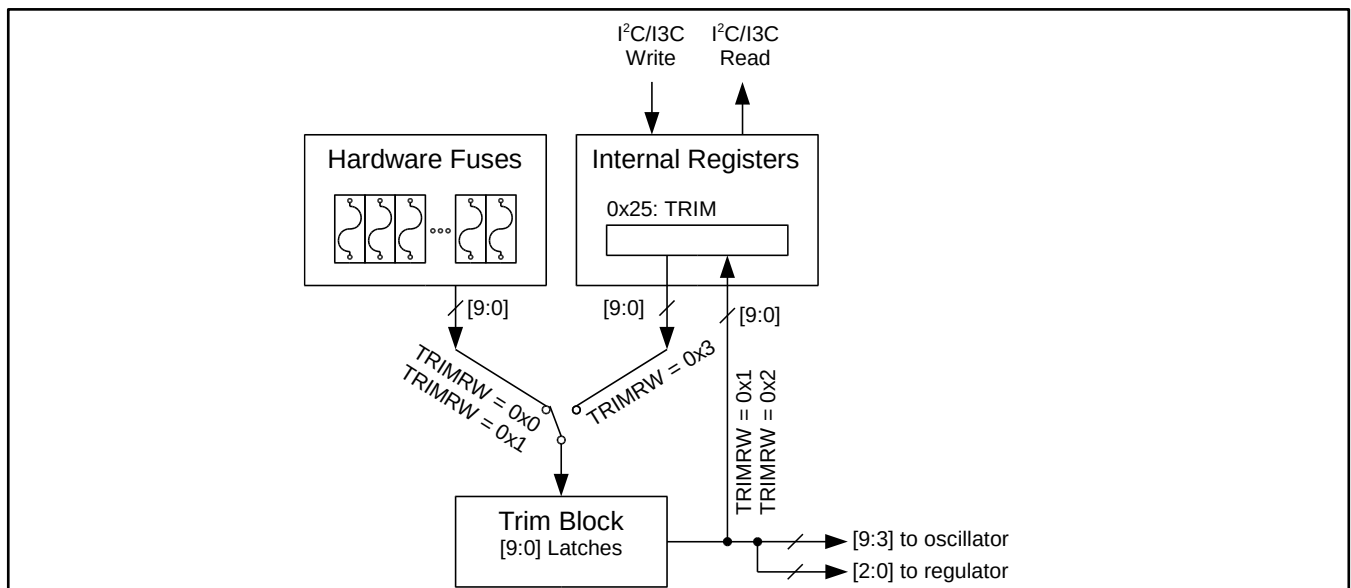 I²C/I3C
Write
I²C/I3C
Read
Hardware Fuses
Internal Registers
0x25: TRIM
[9:0]
[9:0]
[9:0]
TRIMRW = 0x0
TRIMRW = 0x1
TRIMRW = 0x3
TRIMRW = 0x1
TRIMRW = 0x2
Trim Block
[9:0] Latches
[9:3] to oscillator
[2:0] to regulator